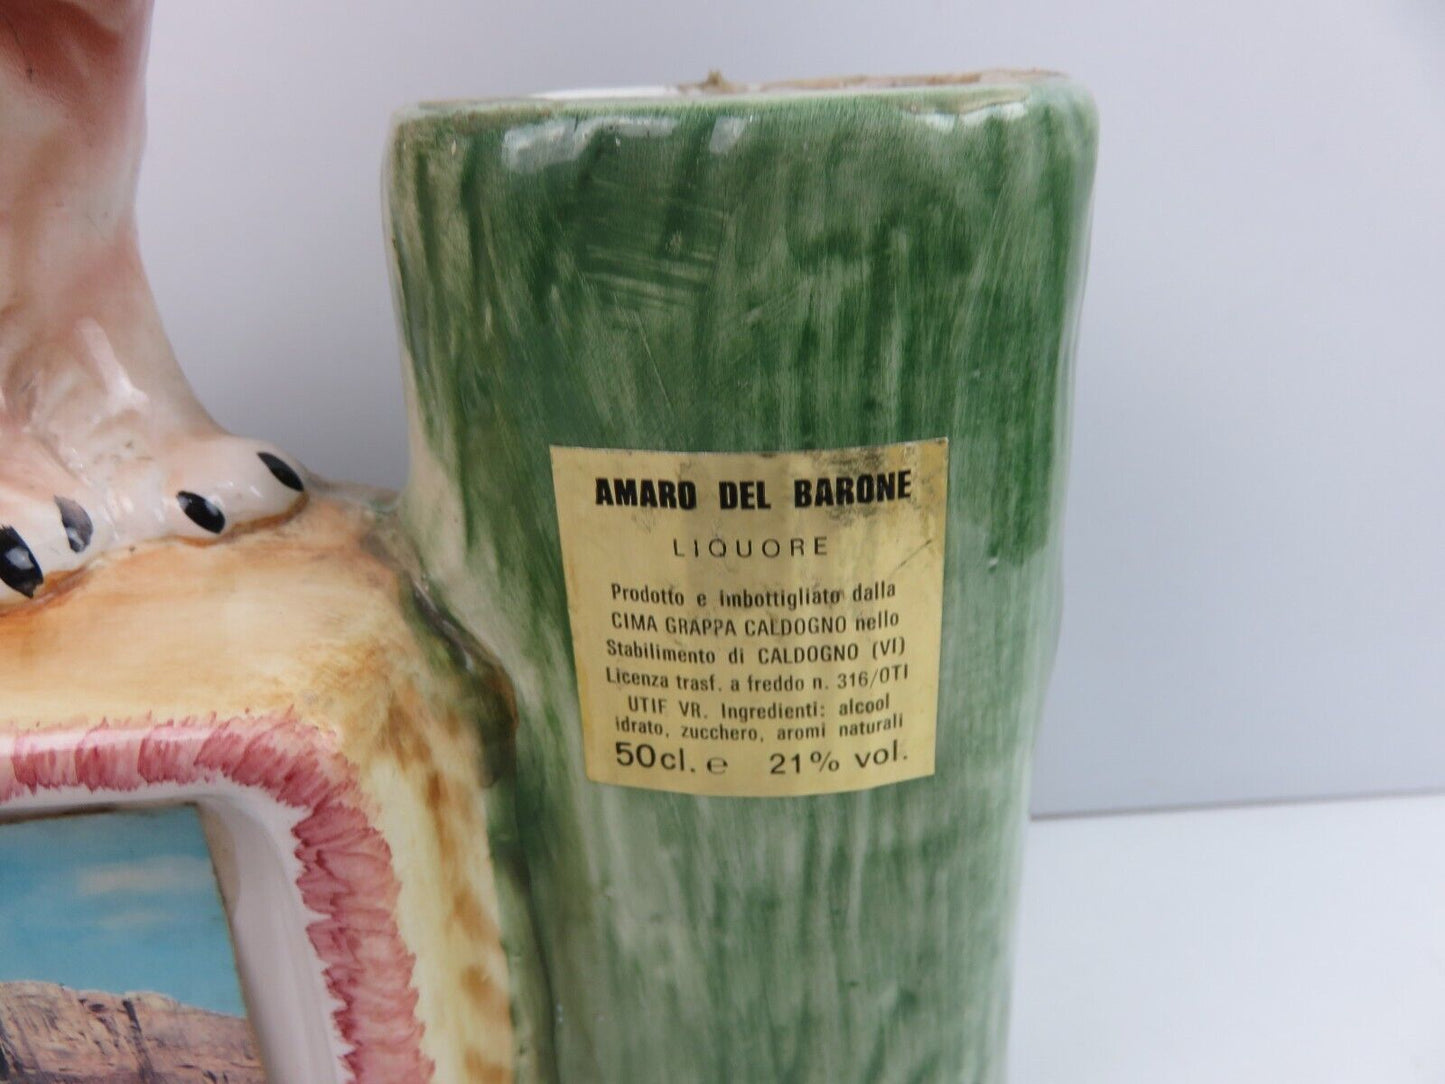 AMARO DEL BARONE
LIQUORE
Prodotto e imbottigliato dalla
CIMA GRAPPA CALDOGNO nello
Stabilimento di CALDOGNO (VI)
Licenza trasf. a freddo n. 316/OTI
UTIF VR. Ingredienti: alcool
idrato, zucchero, aromi naturali
50cl. ℮ 21% vol.